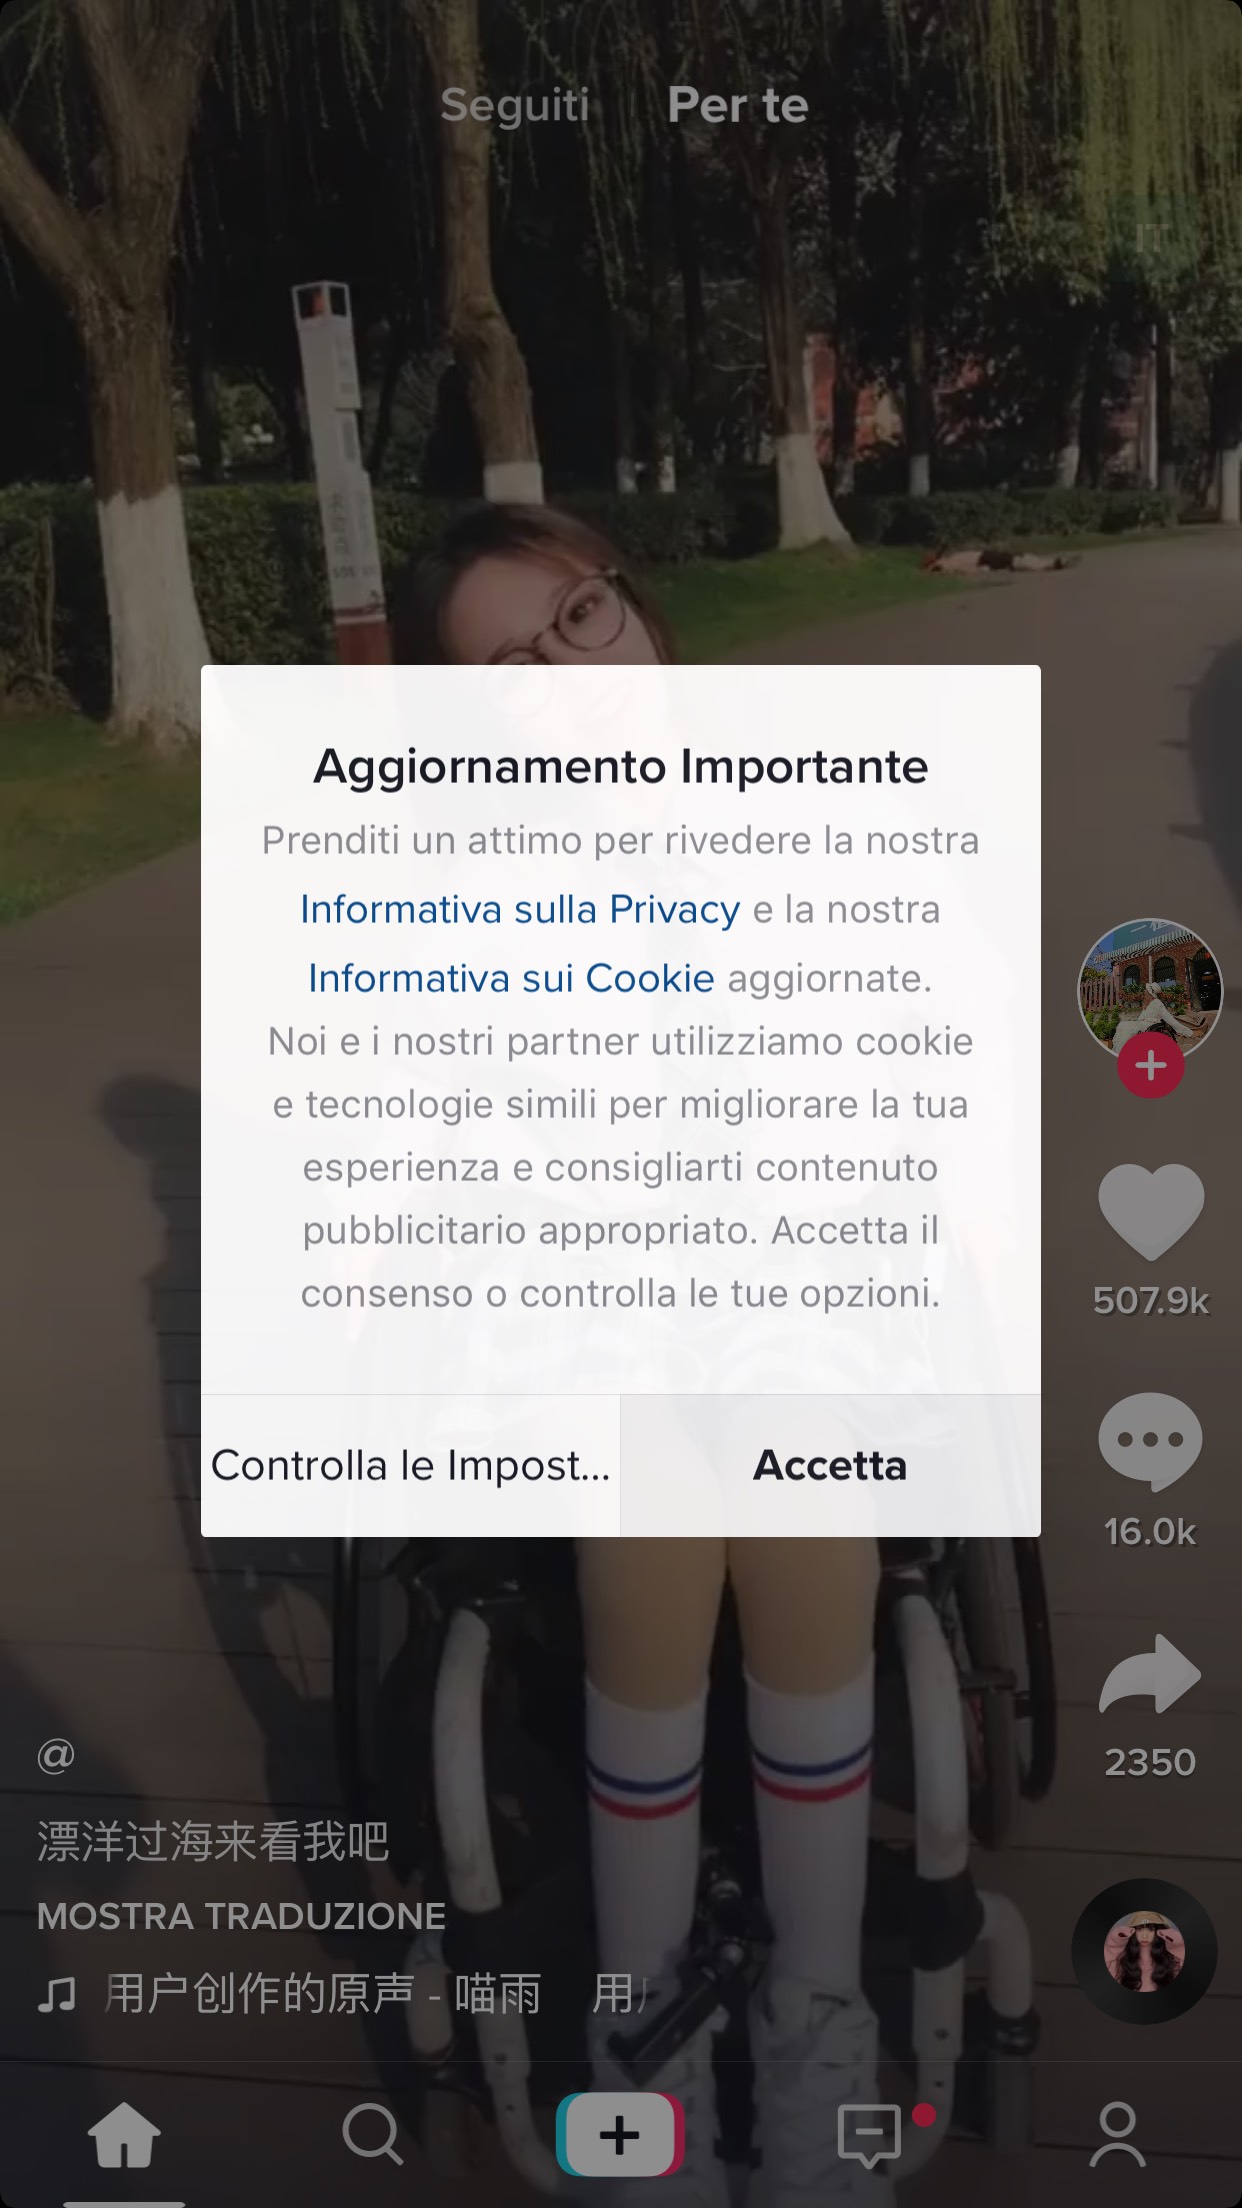 Seguiti
Per te
IT
SOS
Aggiornamento Importante
Prenditi un attimo per rivedere la nostra
Informativa sulla Privacy e la nostra
Informativa sui Cookie aggiornate.
Noi e i nostri partner utilizziamo cookie
e tecnologie simili per migliorare la tua
esperienza e consigliarti contenuto
pubblicitario appropriato. Accetta il
consenso o controlla le tue opzioni.
Controlla le Impost...
Accetta
507.9k
16.0k
2350
@
漂洋过海来看我吧
MOSTRA TRADUZIONE
用户创作的原声 - 喵雨 用